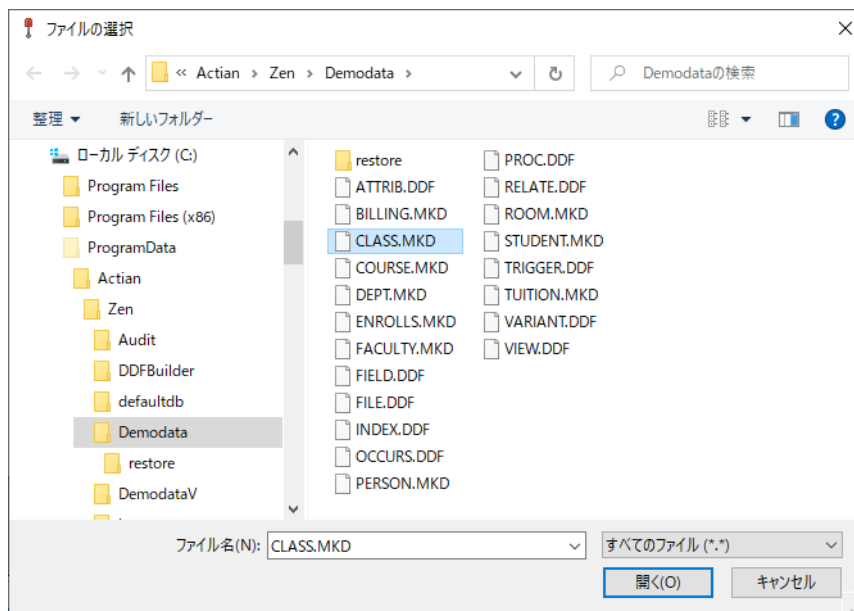 ファイルの選択
« Actian > Zen > Demodata >
Demodataの検索
整理
新しいフォルダー
ローカル ディスク (C:)
Program Files
Program Files (x86)
ProgramData
Actian
Zen
Audit
DDFBuilder
defaultdb
Demodata
restore
DemodataV
restore
ATTRIB.DDF
BILLING.MKD
CLASS.MKD
COURSE.MKD
DEPT.MKD
ENROLLS.MKD
FACULTY.MKD
FIELD.DDF
FILE.DDF
INDEX.DDF
OCCURS.DDF
PERSON.MKD
PROC.DDF
RELATE.DDF
ROOM.MKD
STUDENT.MKD
TRIGGER.DDF
TUITION.MKD
VARIANT.DDF
VIEW.DDF
ファイル名(N): CLASS.MKD
すべてのファイル (*.*)
開く(O)
キャンセル